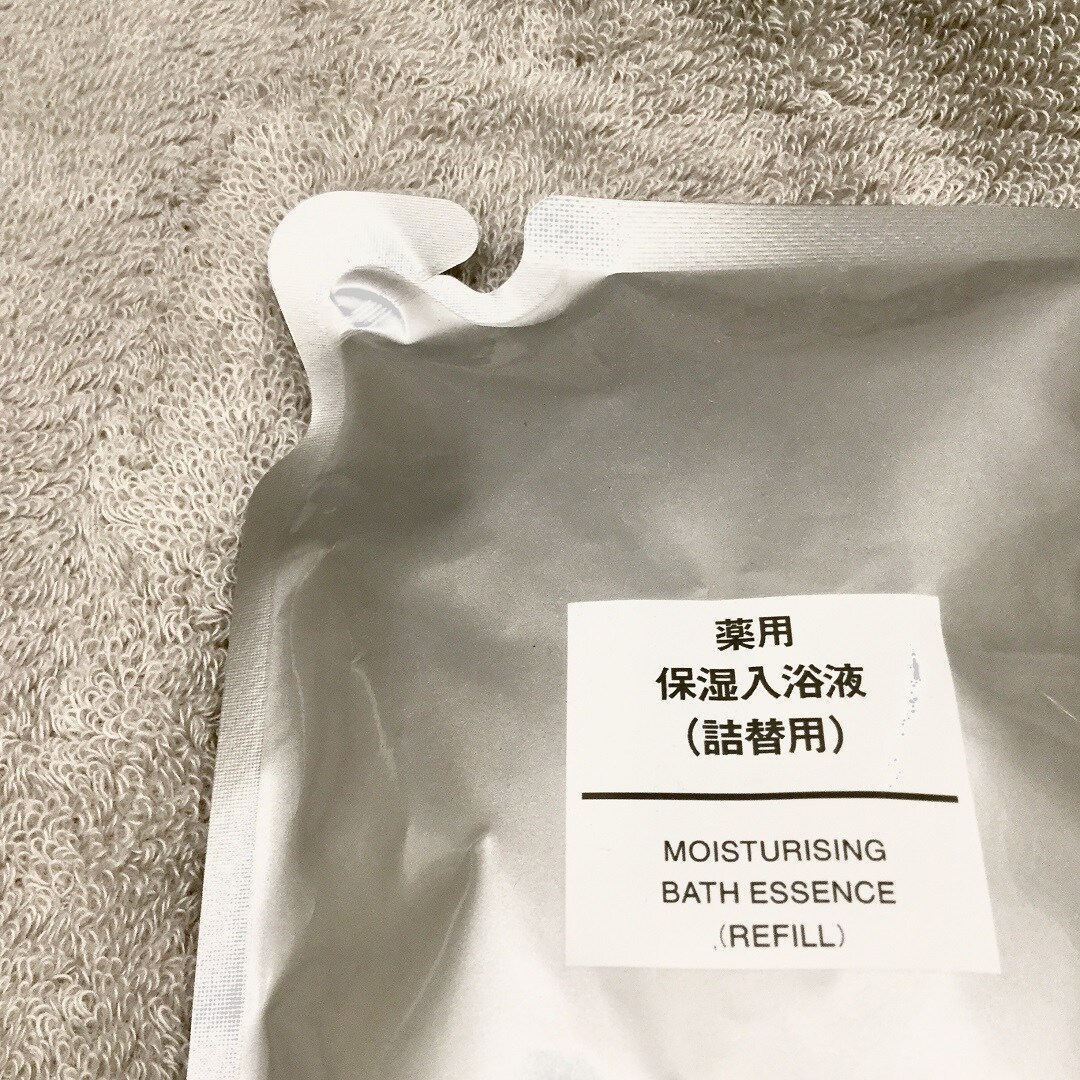 薬用
保湿入浴液
(詰替用)
MOISTURISING
BATH ESSENCE
(REFILL)